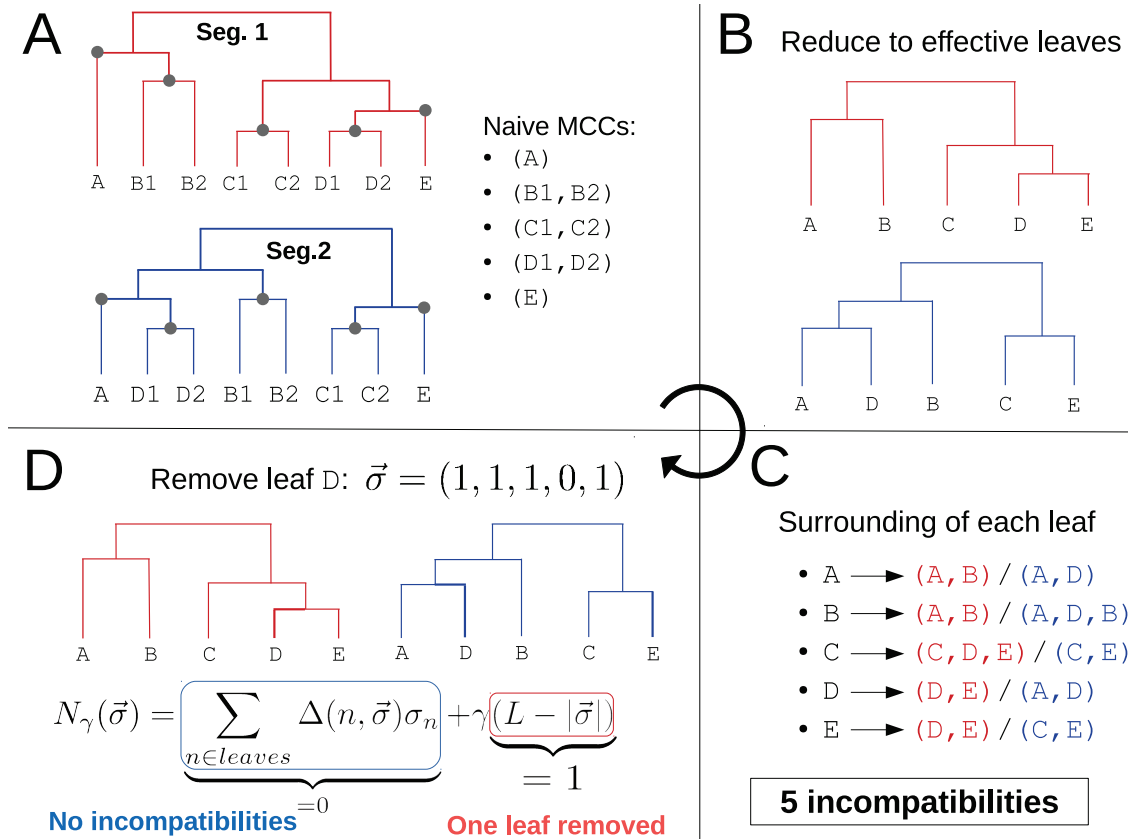 A
Seg. 1
A B1 B2 C1 C2 D1 D2 E
Seg.2
A D1 D2 B1 B2 C1 C2 E
Naive MCCs:
• (A)
• (B1,B2)
• (C1,C2)
• (D1,D2)
• (E)
B
Reduce to effective leaves
A B C D E
A D B C E
C
Surrounding of each leaf
• A ⟶ (A,B) / (A,D)
• B ⟶ (A,B) / (A,D,B)
• C ⟶ (C,D,E) / (C,E)
• D ⟶ (D,E) / (A,D)
• E ⟶ (D,E) / (C,E)
5 incompatibilities
D
Remove leaf D: σ⃗ = (1, 1, 1, 0, 1)
A B C D E A D B C E
N_γ(σ⃗) = ∑_{n∈leaves} Δ(n, σ⃗)σ_n + γ(L − |σ⃗|)
=0 = 1
No incompatibilities One leaf removed